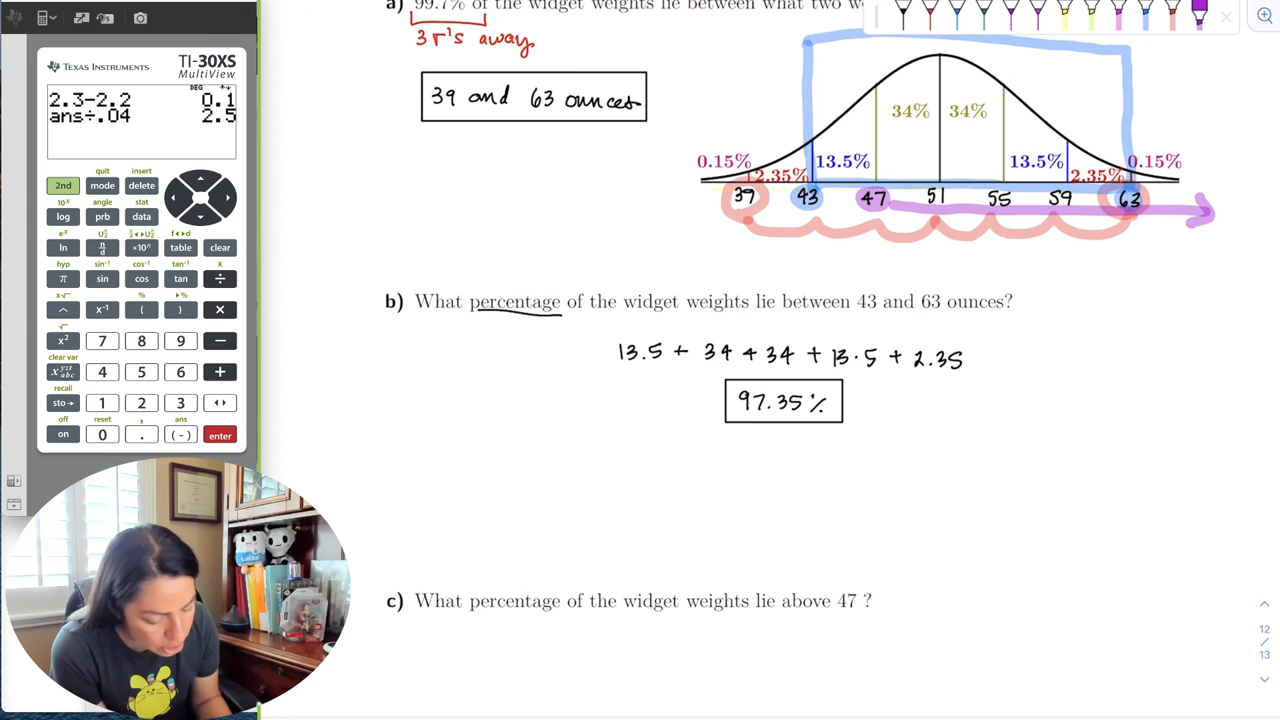 a) 99.7% of the widget weights lie between what two
3 σ's away
39 and 63 ounces
34% 34%
0.15% 13.5% 13.5% 0.15%
2.35% 2.35%
39 43 47 51 55 59 63
b) What percentage of the widget weights lie between 43 and 63 ounces?
13.5 + 34 + 34 + 13.5 + 2.35
97.35%
c) What percentage of the widget weights lie above 47 ?
12
/
13
TEXAS INSTRUMENTS TI-30XS
MultiView
DEG
2.3-2.2 0.1
ans÷.04 2.5
quit insert
2nd mode delete
10ˣ angle stat
log prb data
eˣ
ln n/d ×10ⁿ table clear
hyp sin⁻¹ cos⁻¹ tan⁻¹ K
π sin cos tan ÷
ˣ√ % ▶%
^ x⁻¹ ( ) ×
√
x² 7 8 9 −
clear var
xyzt abc 4 5 6 +
recall
sto→ 1 2 3 ◂▸
off reset , ans
on 0 . (−) enter